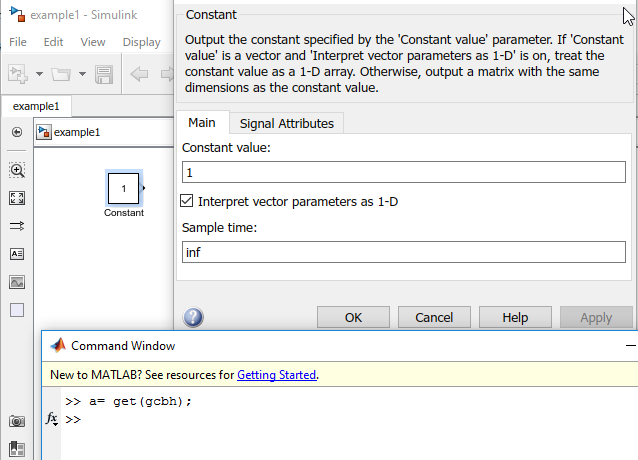 example1 - Simulink
File Edit View Display
example1
example1
1
Constant
Constant
Output the constant specified by the 'Constant value' parameter. If 'Constant
value' is a vector and 'Interpret vector parameters as 1-D' is on, treat the
constant value as a 1-D array. Otherwise, output a matrix with the same
dimensions as the constant value.
Main Signal Attributes
Constant value:
1
Interpret vector parameters as 1-D
Sample time:
inf
OK Cancel Help Apply
Command Window
New to MATLAB? See resources for Getting Started.
>> a= get(gcbh);
fx >>